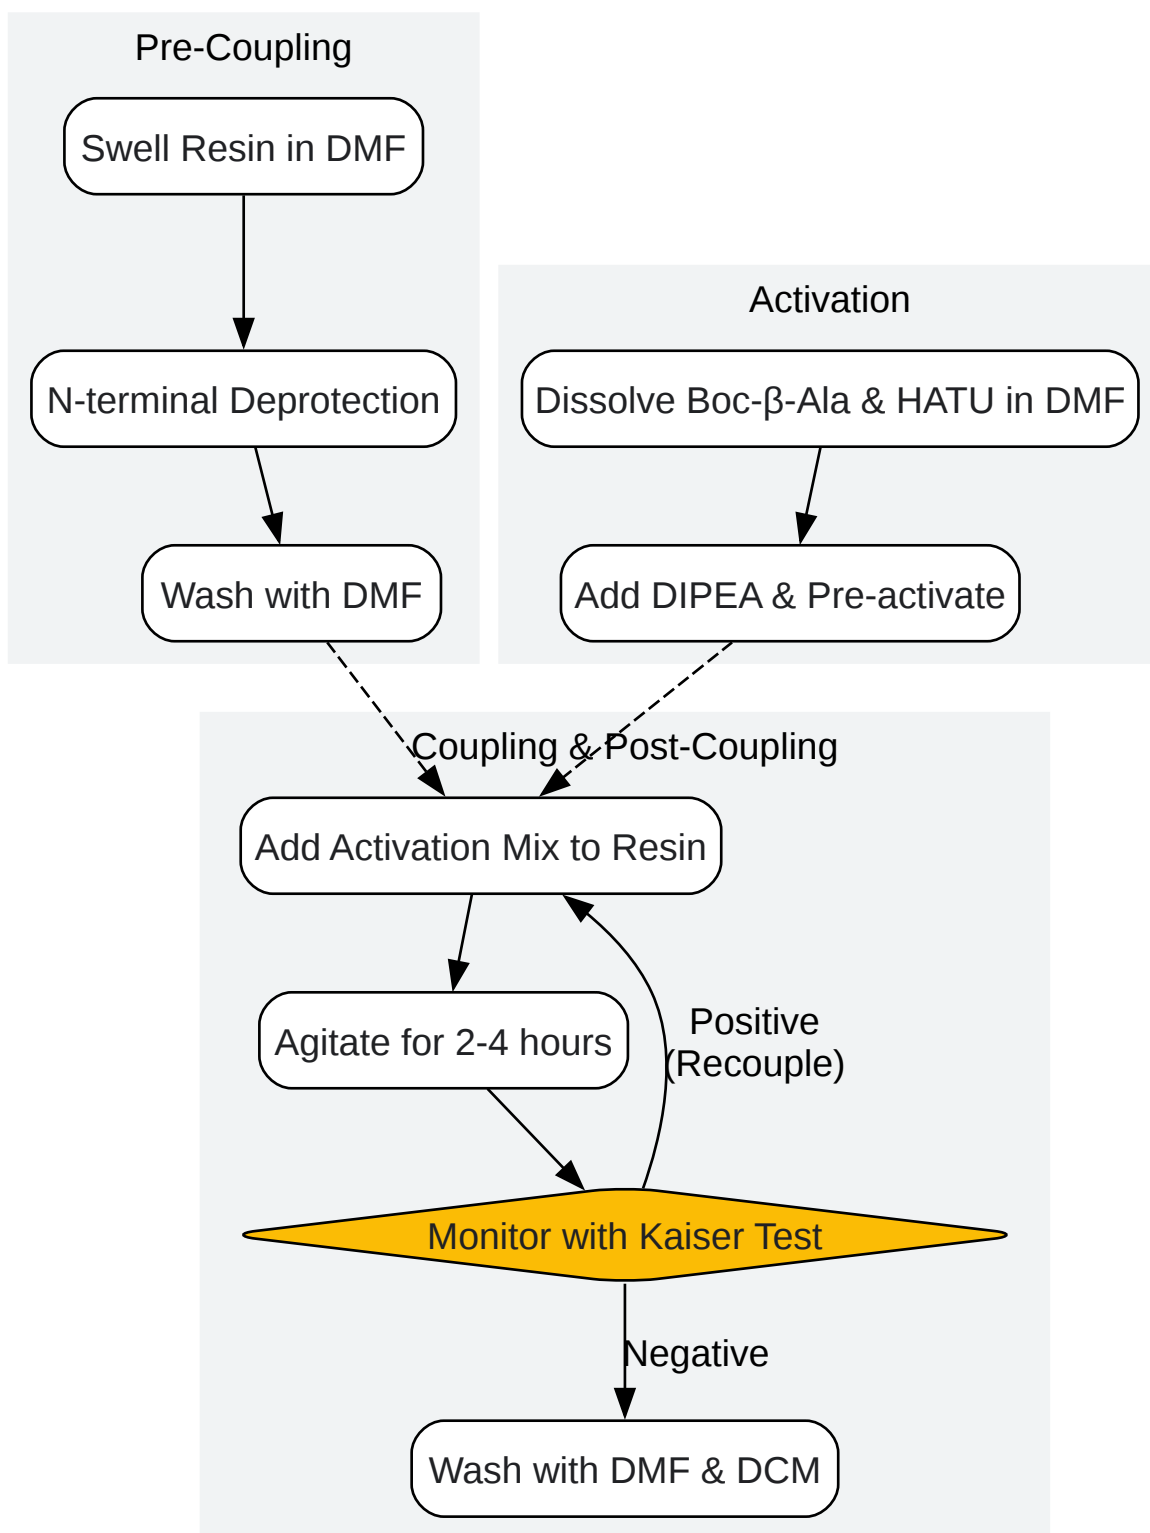 Pre-Coupling
Swell Resin in DMF
N-terminal Deprotection
Wash with DMF
Activation
Dissolve Boc-β-Ala & HATU in DMF
Add DIPEA & Pre-activate
Coupling & Post-Coupling
Add Activation Mix to Resin
Agitate for 2-4 hours
Positive
(Recouple)
Monitor with Kaiser Test
Negative
Wash with DMF & DCM